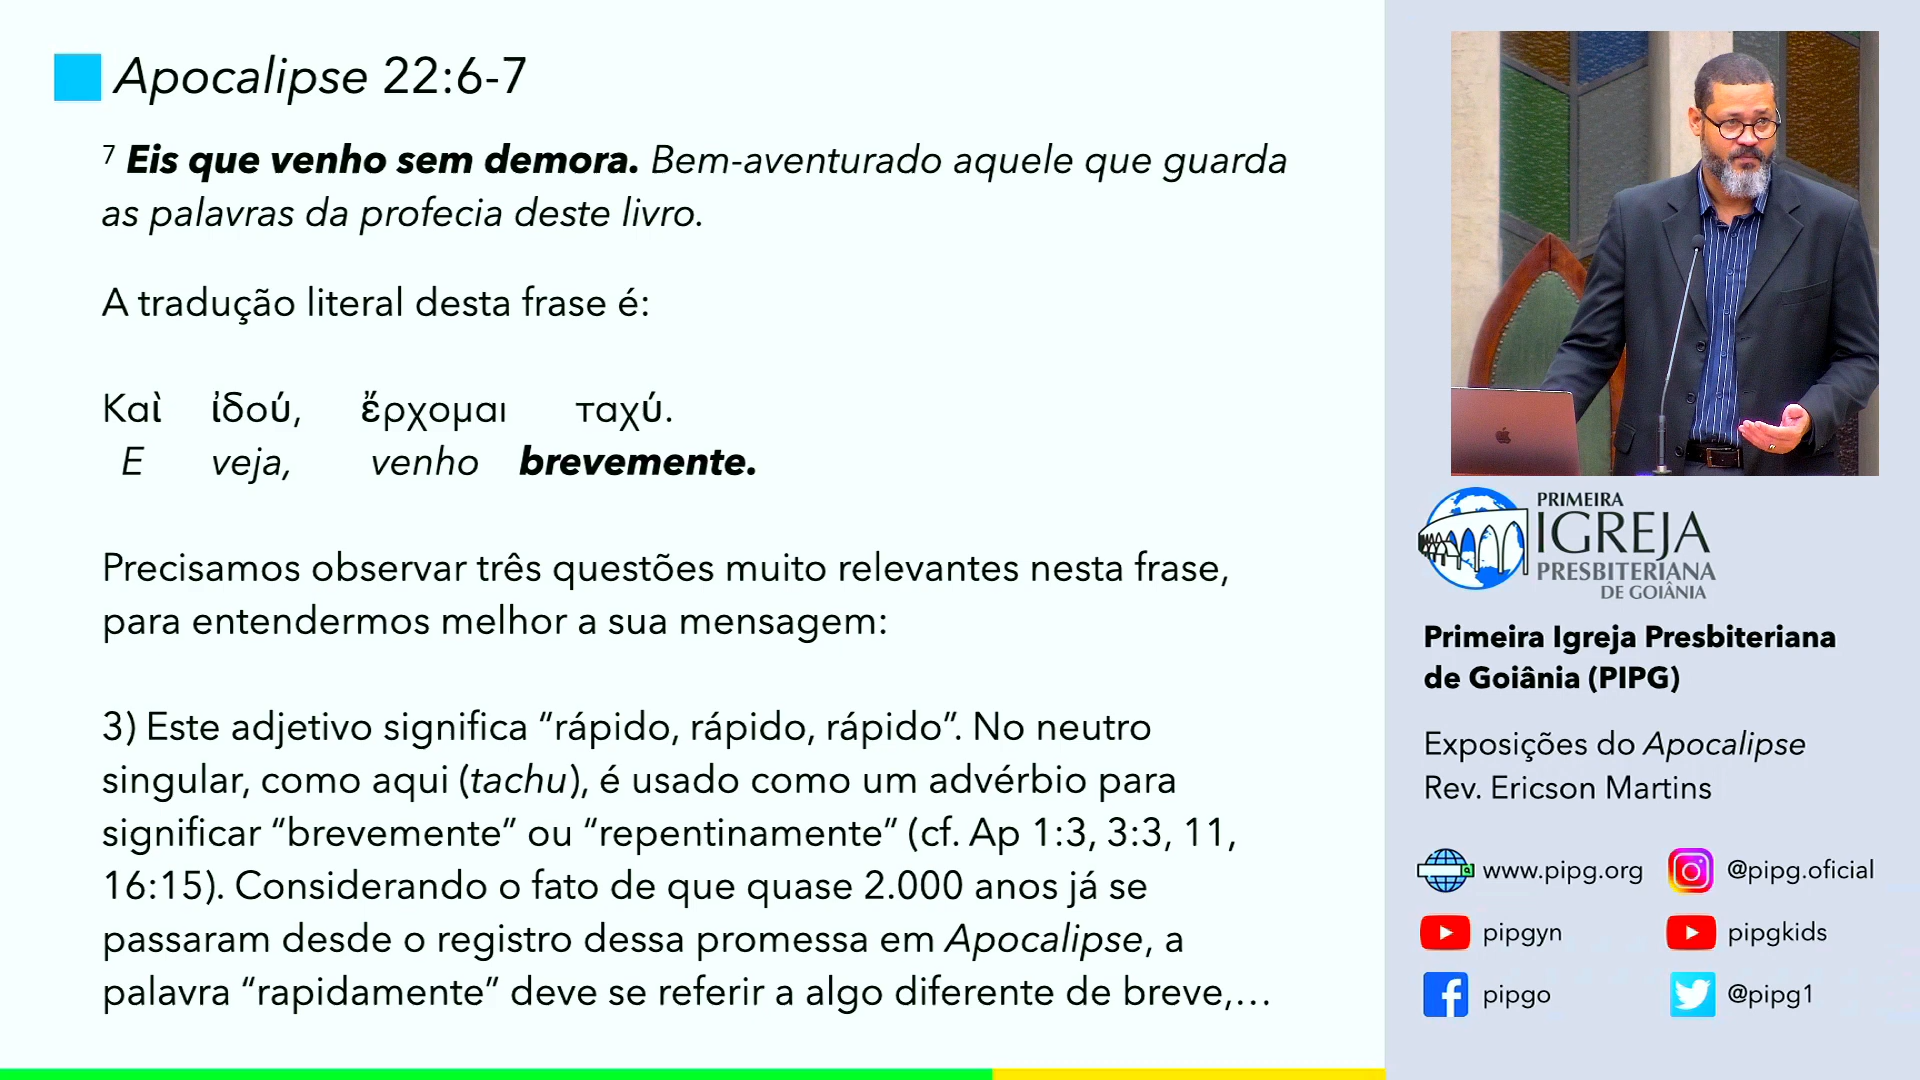 Apocalipse 22:6-7
⁷ Eis que venho sem demora. Bem-aventurado aquele que guarda
as palavras da profecia deste livro.
A tradução literal desta frase é:
Καὶ ἰδού, ἔρχομαι ταχύ.
E veja, venho brevemente.
Precisamos observar três questões muito relevantes nesta frase,
para entendermos melhor a sua mensagem:
3) Este adjetivo significa “rápido, rápido, rápido”. No neutro
singular, como aqui (tachu), é usado como um advérbio para
significar “brevemente” ou “repentinamente” (cf. Ap 1:3, 3:3, 11,
16:15). Considerando o fato de que quase 2.000 anos já se
passaram desde o registro dessa promessa em Apocalipse, a
palavra “rapidamente” deve se referir a algo diferente de breve,...
PRIMEIRA
IGREJA
PRESBITERIANA
DE GOIÂNIA
Primeira Igreja Presbiteriana
de Goiânia (PIPG)
Exposições do Apocalipse
Rev. Ericson Martins
www.pipg.org @pipg.oficial
pipgyn pipgkids
pipgo @pipg1